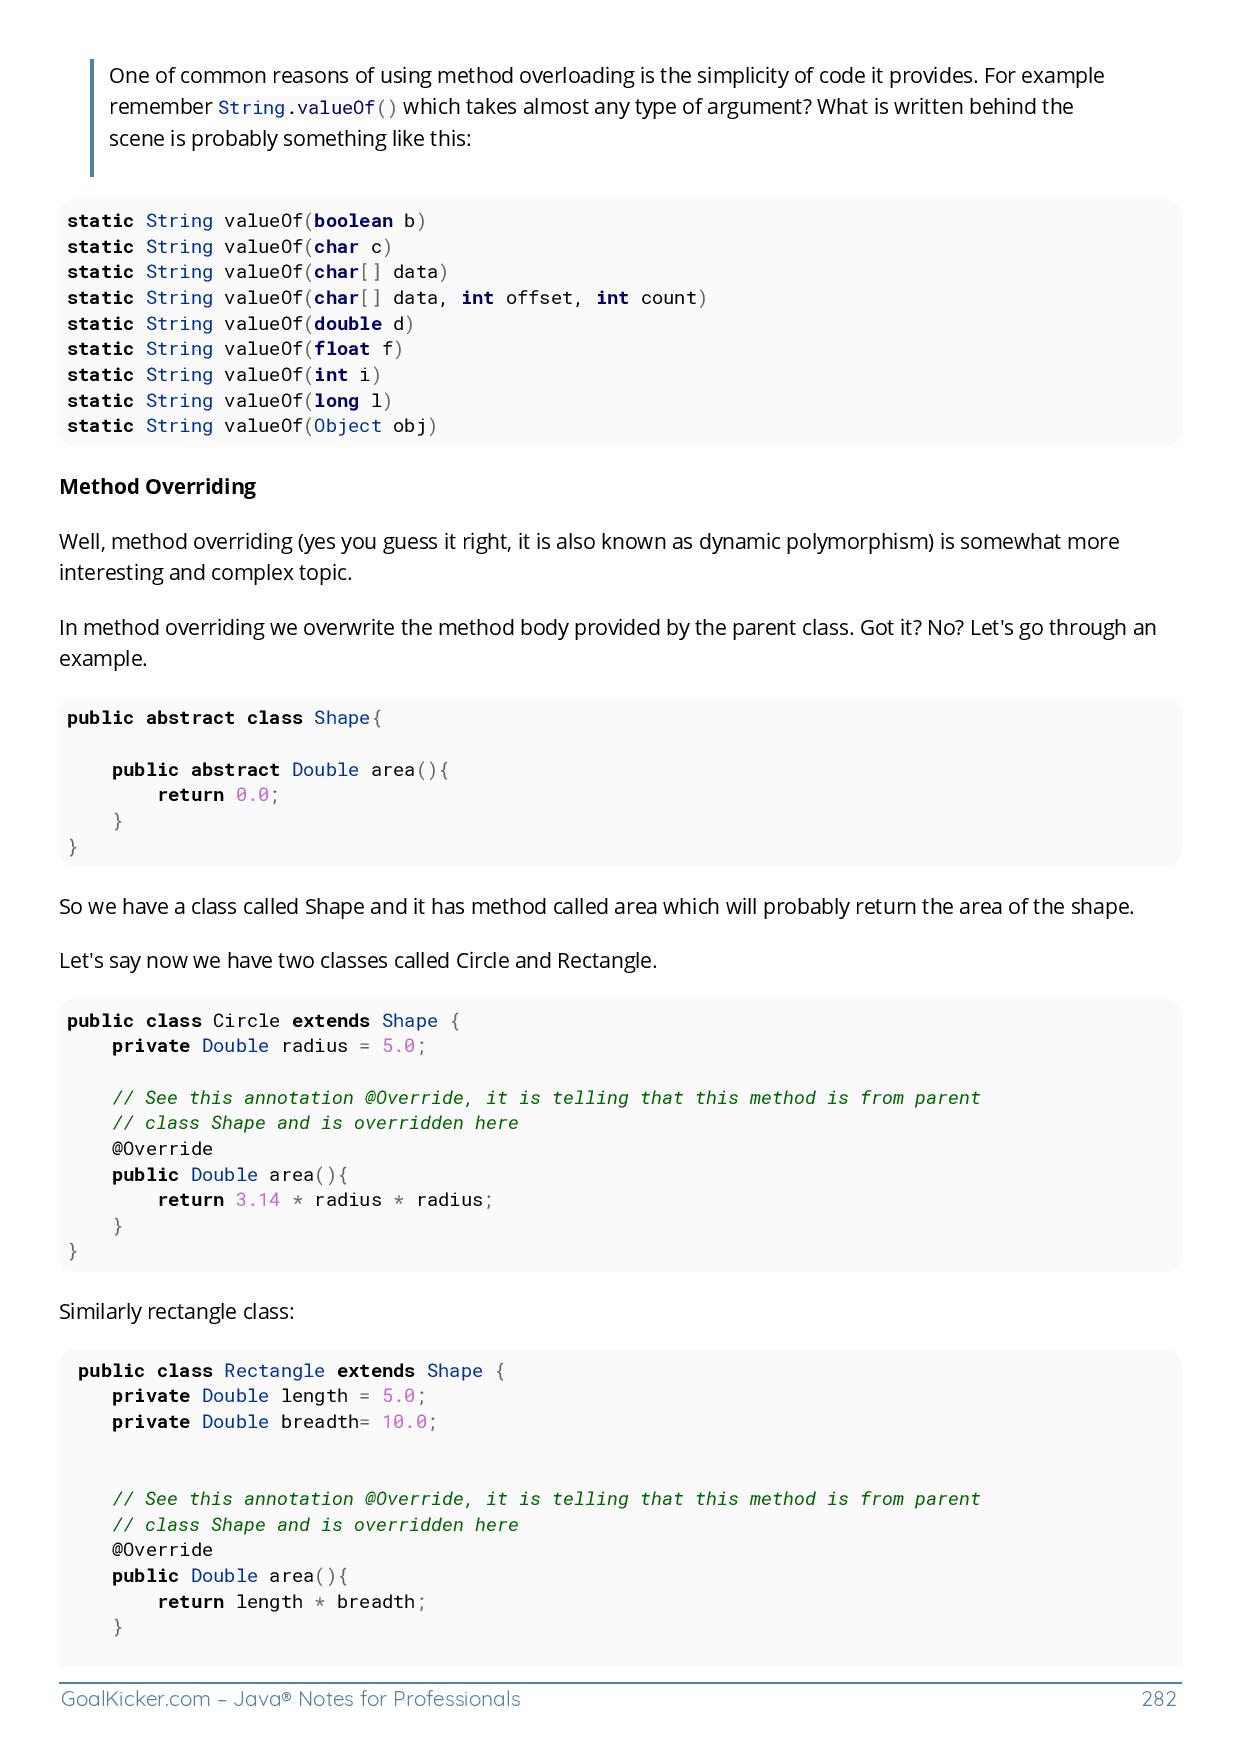 One of common reasons of using method overloading is the simplicity of code it provides. For example
remember String.valueOf() which takes almost any type of argument? What is written behind the
scene is probably something like this:
static String valueOf(boolean b)
static String valueOf(char c)
static String valueOf(char[] data)
static String valueOf(char[] data, int offset, int count)
static String valueOf(double d)
static String valueOf(float f)
static String valueOf(int i)
static String valueOf(long l)
static String valueOf(Object obj)
Method Overriding
Well, method overriding (yes you guess it right, it is also known as dynamic polymorphism) is somewhat more
interesting and complex topic.
In method overriding we overwrite the method body provided by the parent class. Got it? No? Let's go through an
example.
public abstract class Shape{
    public abstract Double area(){
        return 0.0;
    }
}
So we have a class called Shape and it has method called area which will probably return the area of the shape.
Let's say now we have two classes called Circle and Rectangle.
public class Circle extends Shape {
    private Double radius = 5.0;
    // See this annotation @Override, it is telling that this method is from parent
    // class Shape and is overridden here
    @Override
    public Double area(){
        return 3.14 * radius * radius;
    }
}
Similarly rectangle class:
 public class Rectangle extends Shape {
    private Double length = 5.0;
    private Double breadth= 10.0;
    // See this annotation @Override, it is telling that this method is from parent
    // class Shape and is overridden here
    @Override
    public Double area(){
        return length * breadth;
    }
GoalKicker.com – Java® Notes for Professionals 282